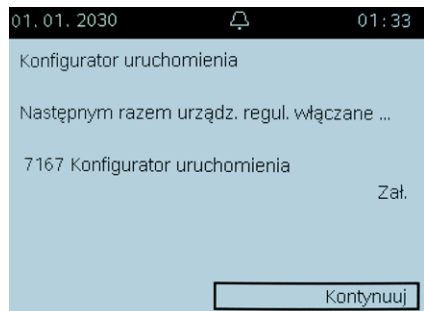 01. 01. 2030 01:33
Konfigurator uruchomienia
Następnym razem urządz. regul. włączane ...
7167 Konfigurator uruchomienia
Zał.
Kontynuuj